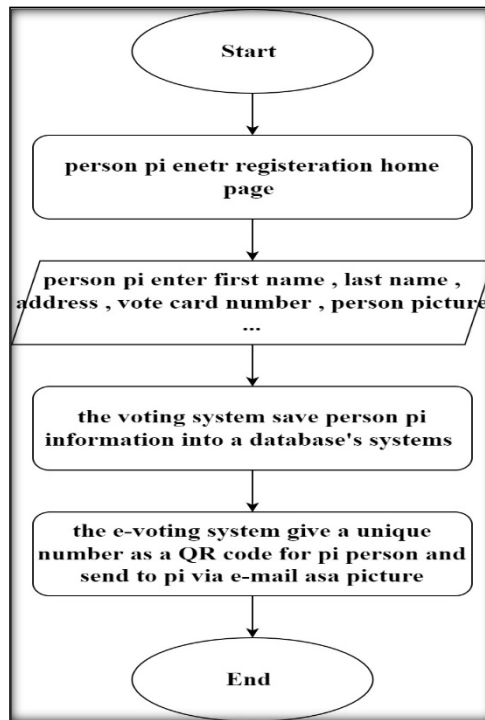 Start
person pi enetr registeration home
page
person pi enter first name , last name ,
address , vote card number , person picture
...
the voting system save person pi
information into a database's systems
the e-voting system give a unique
number as a QR code for pi person and
send to pi via e-mail asa picture
End